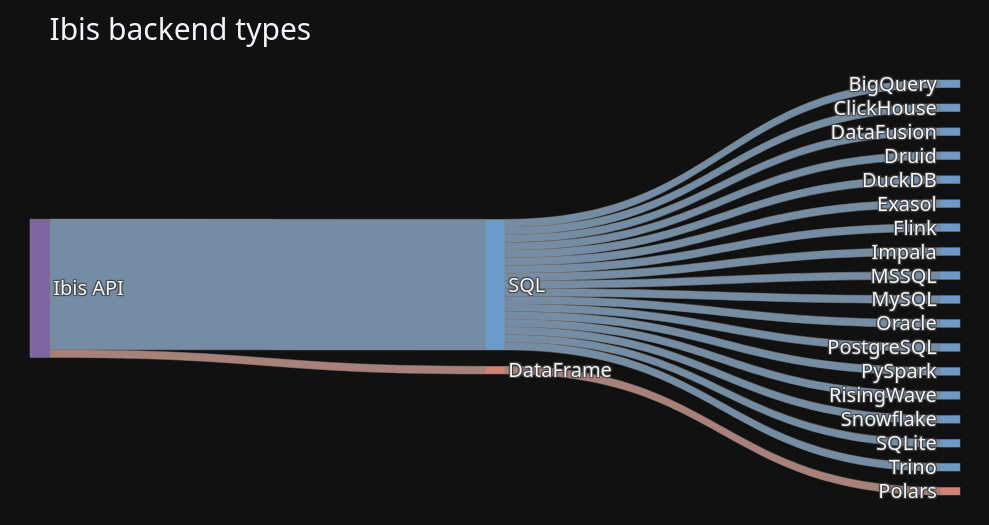 Ibis backend types
BigQuery
ClickHouse
DataFusion
Druid
DuckDB
Exasol
Flink
Impala
MSSQL
Ibis API
SQL
MySQL
Oracle
PostgreSQL
DataFrame
PySpark
RisingWave
Snowflake
SQLite
Trino
Polars